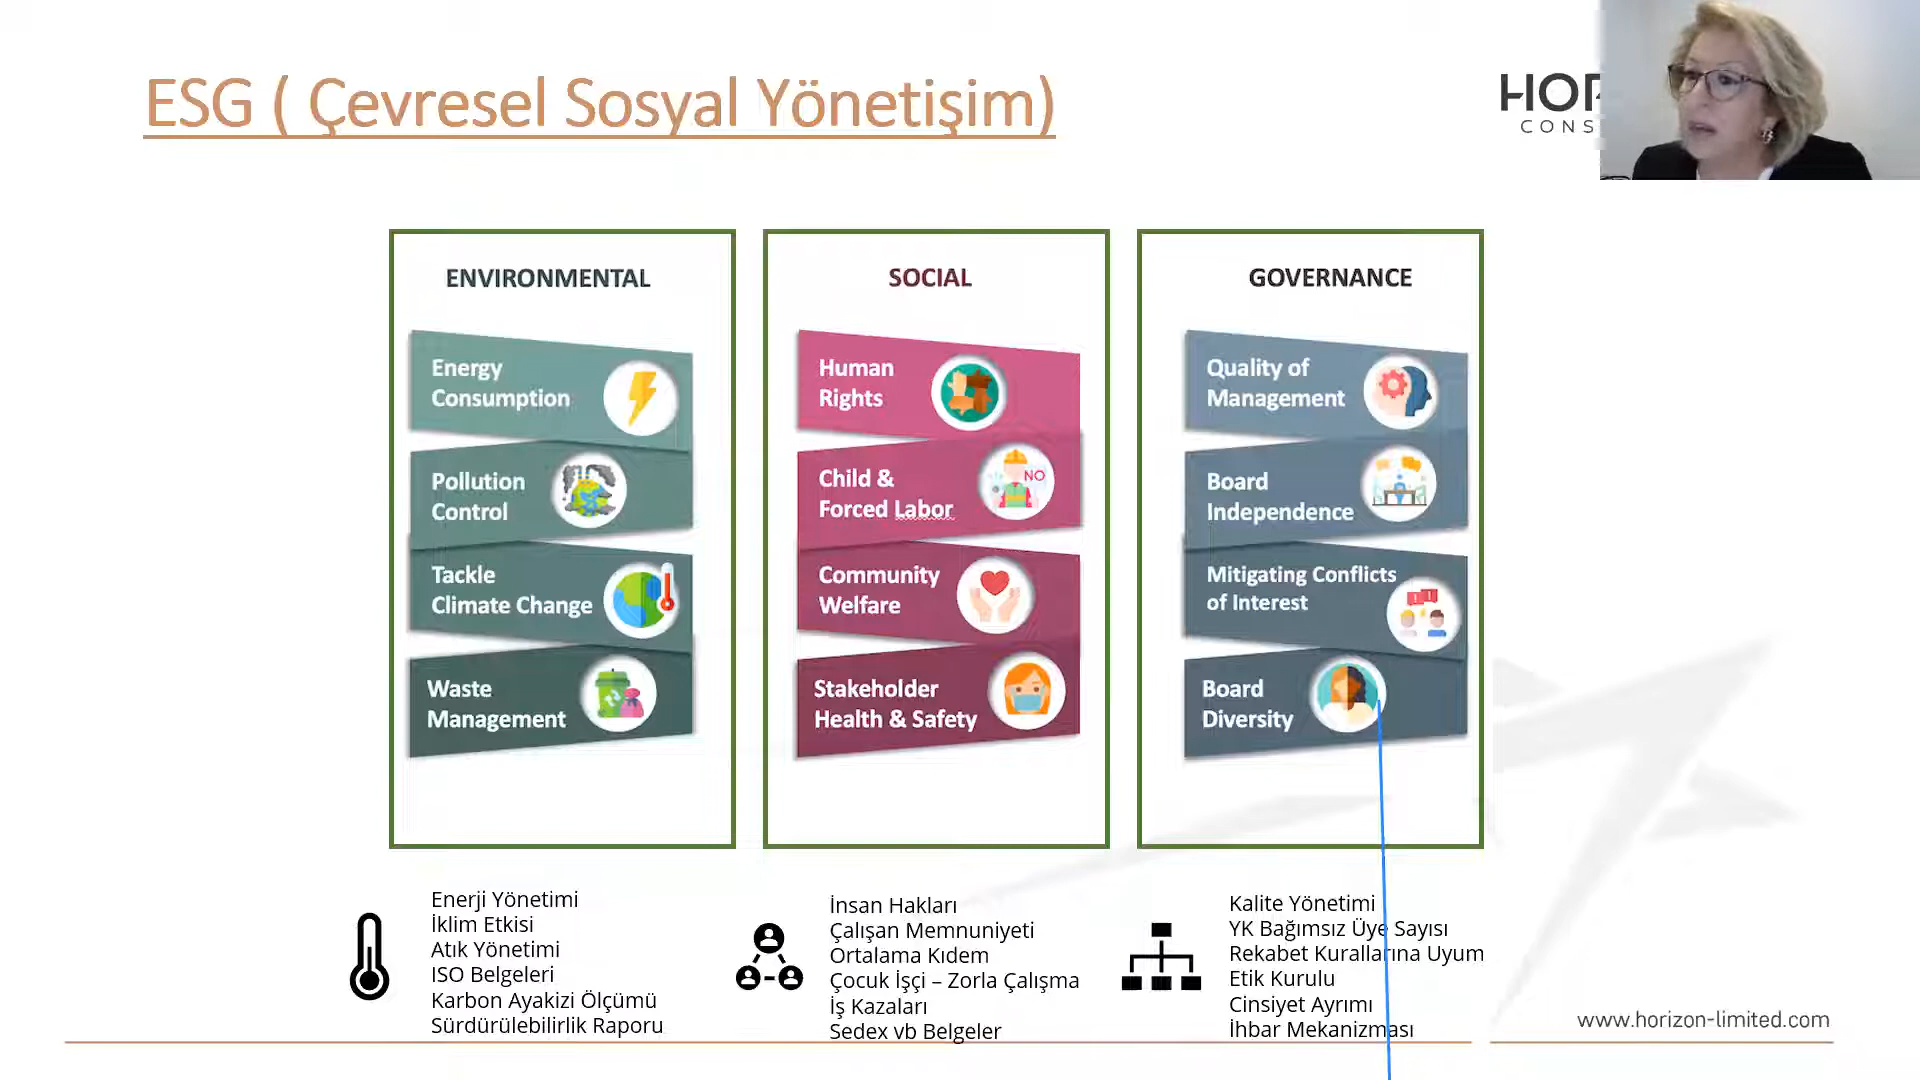 ESG ( Çevresel Sosyal Yönetişim)
CONS
ENVIRONMENTAL
Energy
Consumption
Pollution
Control
Tackle
Climate Change
Waste
Management
SOCIAL
Human
Rights
Child &
Forced Labor
NO
Community
Welfare
Stakeholder
Health & Safety
GOVERNANCE
Quality of
Management
Board
Independence
Mitigating Conflicts
of Interest
Board
Diversity
Enerji Yönetimi
İklim Etkisi
Atık Yönetimi
ISO Belgeleri
Karbon Ayakizi Ölçümü
Sürdürülebilirlik Raporu
İnsan Hakları
Çalışan Memnuniyeti
Ortalama Kıdem
Çocuk İşçi – Zorla Çalışma
İş Kazaları
Sedex vb Belgeler
Kalite Yönetimi
YK Bağımsız Üye Sayısı
Rekabet Kurallarına Uyum
Etik Kurulu
Cinsiyet Ayrımı
İhbar Mekanizması
www.horizon-limited.com